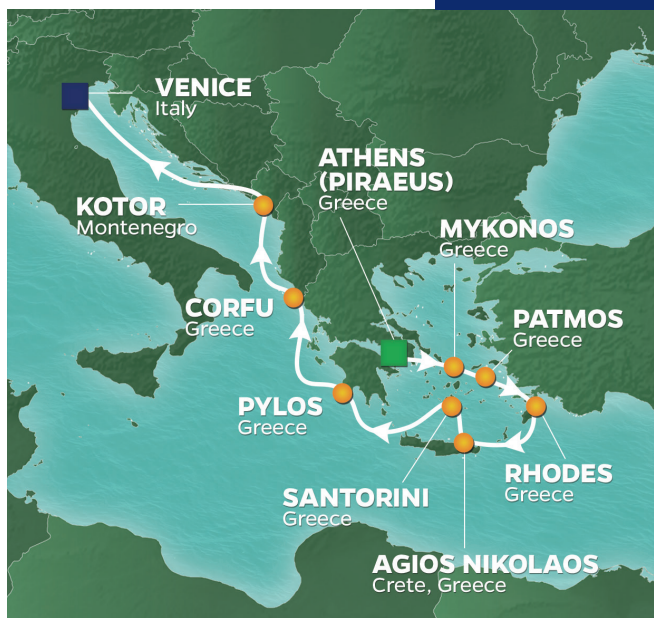 VENICE
Italy
ATHENS
(PIRAEUS)
Greece
KOTOR
Montenegro
MYKONOS
Greece
CORFU
Greece
PATMOS
Greece
PYLOS
Greece
RHODES
Greece
SANTORINI
Greece
AGIOS NIKOLAOS
Crete, Greece